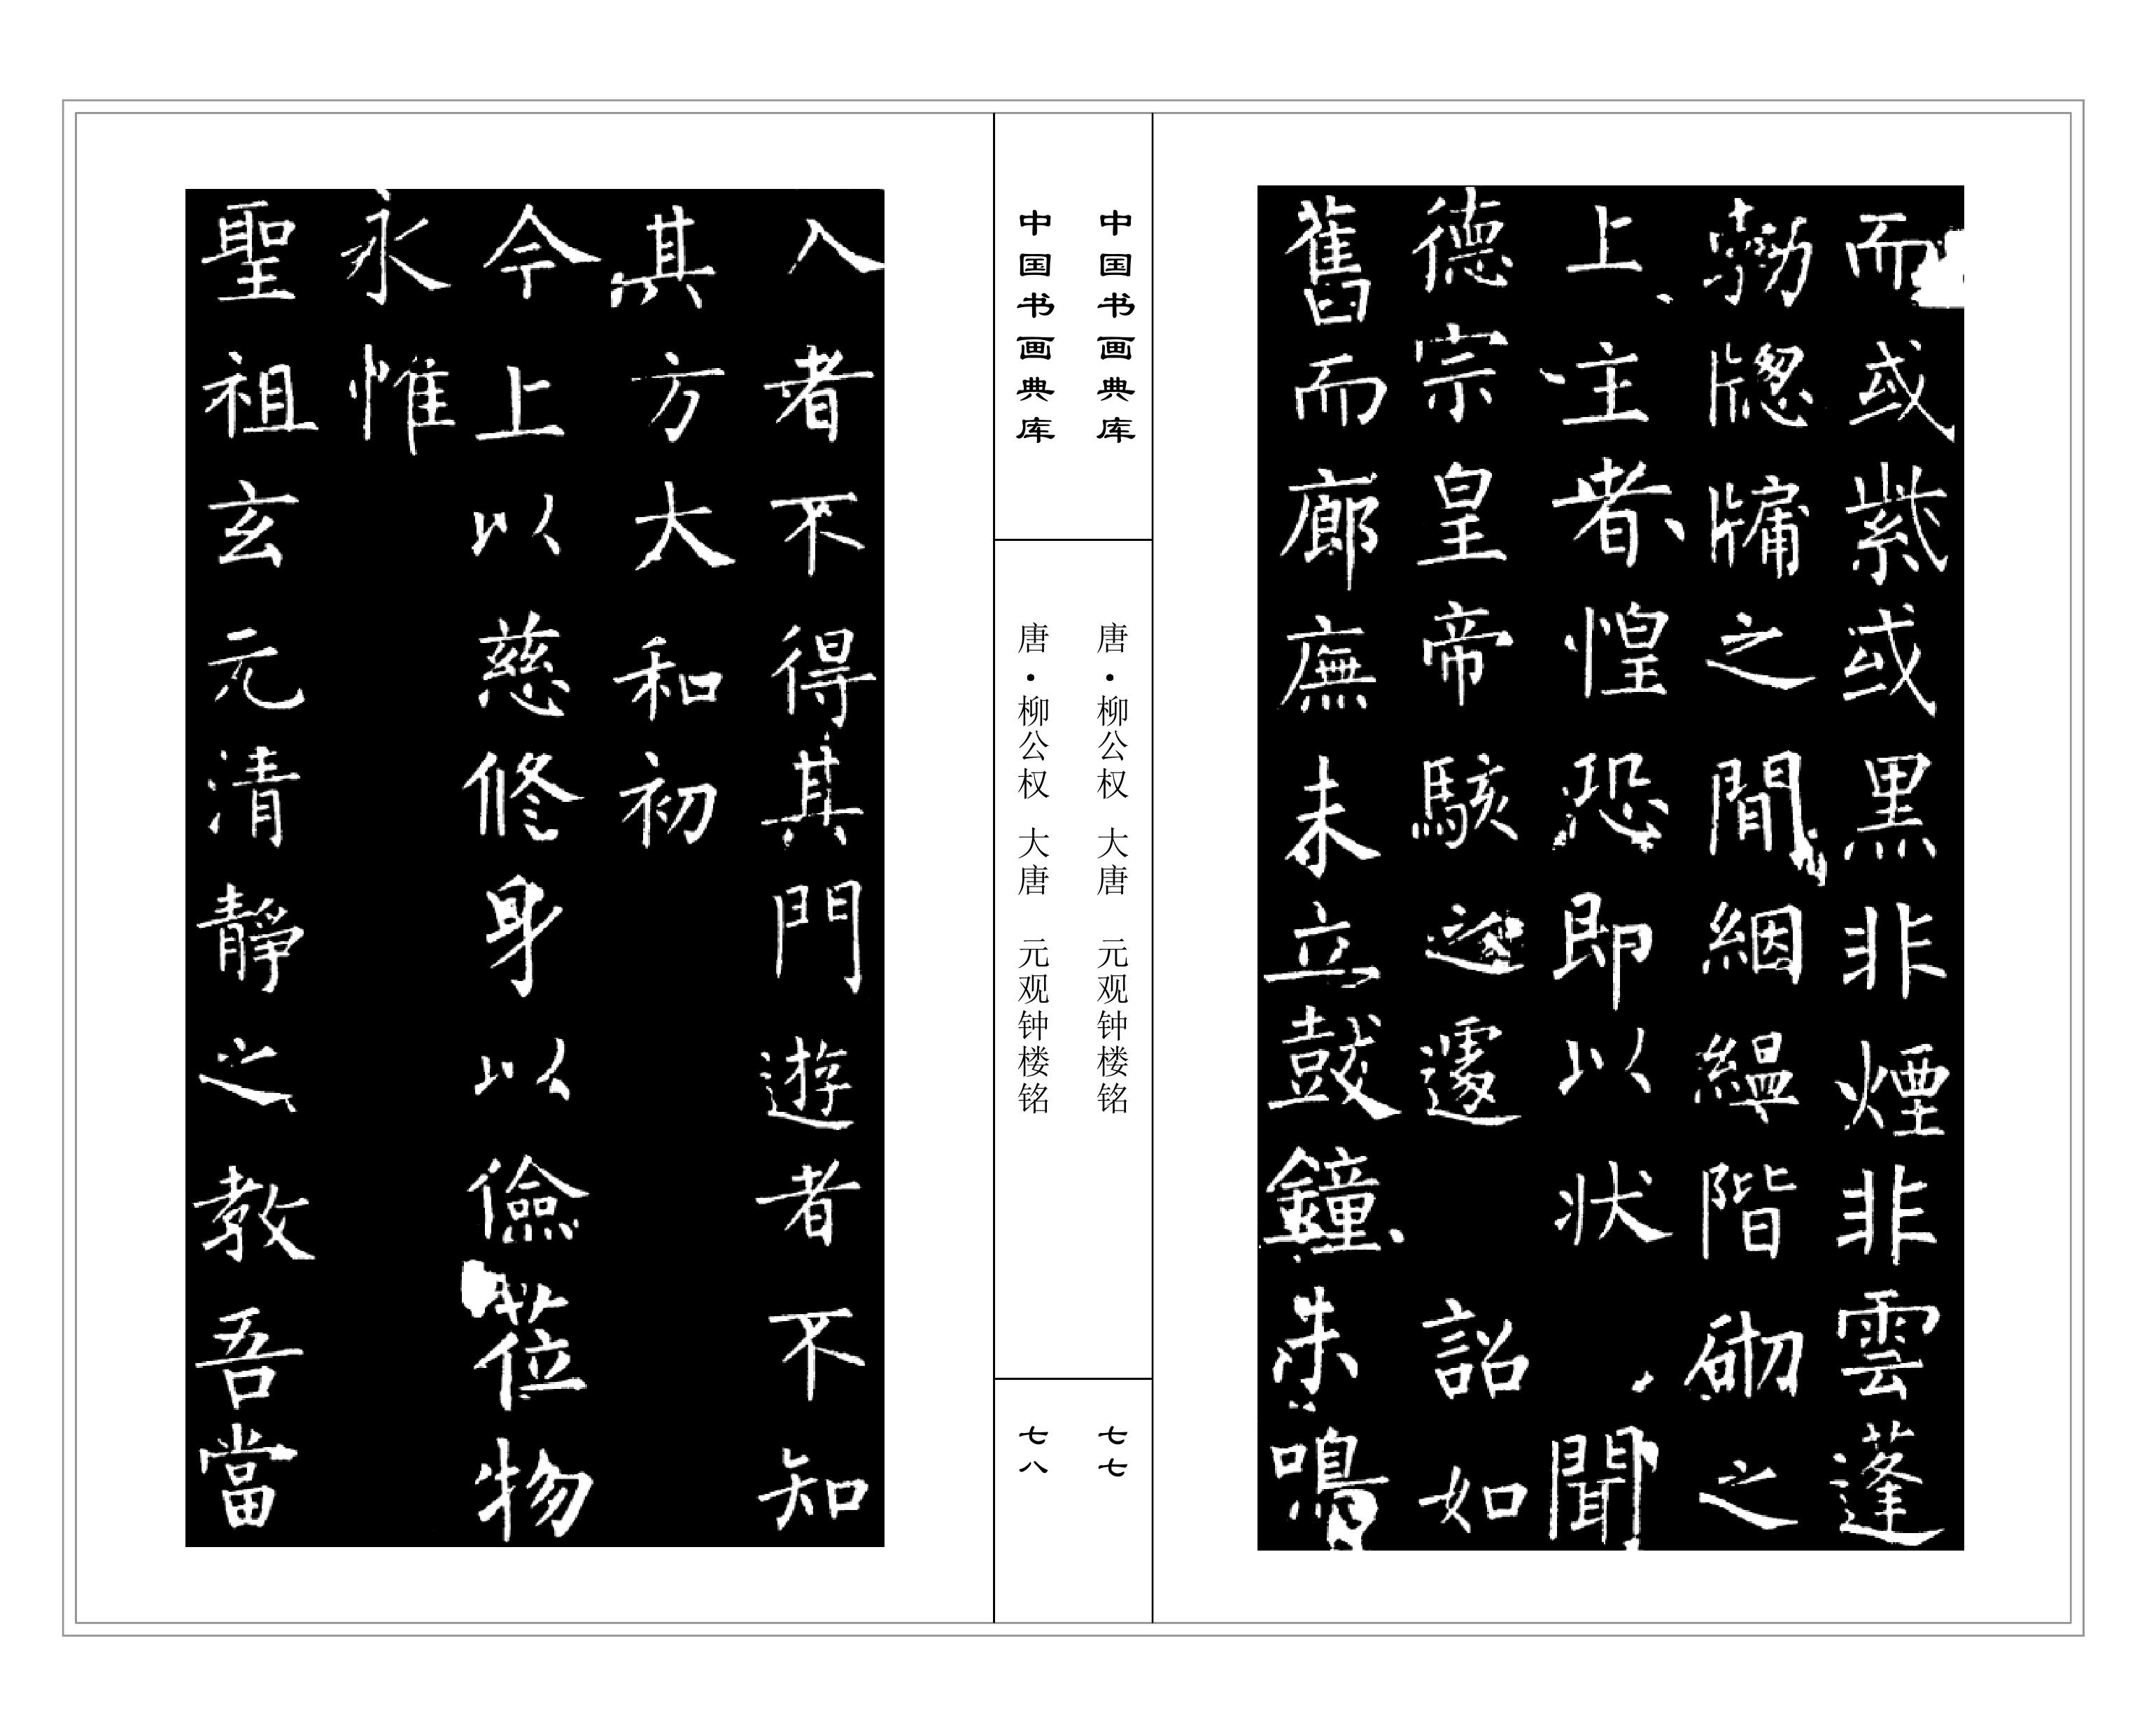 而或紫或黑非煙非雲蓬
勃牎牖之間絪縕階砌之
上主者惶恐即以状聞
德宗皇帝駭遽詔如
舊而廊廡未立鼓鐘未鳴
中国书画典库
唐·柳公权 大唐 元观钟楼铭
七七
中国书画典库
唐·柳公权 大唐 元观钟楼铭
七八
入者不得其門遊者不知
其方大和初
今上以慈修身以儉莅物
永惟
聖祖玄元清靜之教吾當